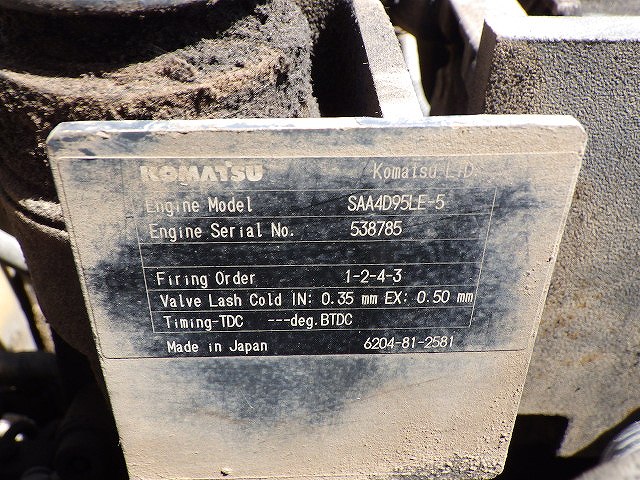 KOMATSU Komatsu LTD.
Engine Model SAA4D95LE-5
Engine Serial No. 538785
Firing Order 1-2-4-3
Valve Lash Cold IN: 0.35 mm EX: 0.50 mm
Timing-TDC ---deg.BTDC
Made in Japan 6204-81-2581